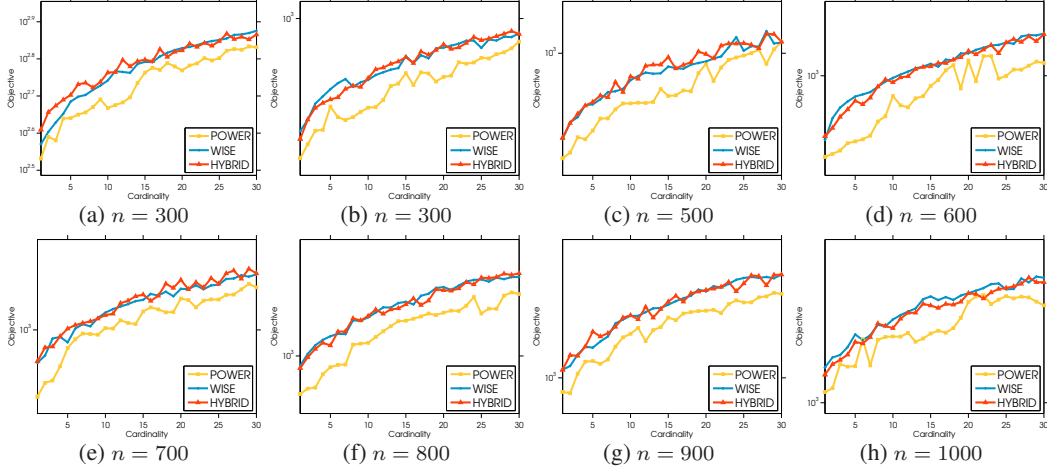 10^2.9
10^2.8
10^2.7
10^2.6
10^2.5
Objective
POWER
WISE
HYBRID
5 10 15 20 25 30
Cardinality
(a) n = 300
10^3
Objective
POWER
WISE
HYBRID
5 10 15 20 25 30
Cardinality
(b) n = 300
10^3
Objective
POWER
WISE
HYBRID
5 10 15 20 25 30
Cardinality
(c) n = 500
10^3
Objective
POWER
WISE
HYBRID
5 10 15 20 25 30
Cardinality
(d) n = 600
10^3
Objective
POWER
WISE
HYBRID
5 10 15 20 25 30
Cardinality
(e) n = 700
10^3
Objective
POWER
WISE
HYBRID
5 10 15 20 25 30
Cardinality
(f) n = 800
10^3
Objective
POWER
WISE
HYBRID
5 10 15 20 25 30
Cardinality
(g) n = 900
10^3
Objective
POWER
WISE
HYBRID
5 10 15 20 25 30
Cardinality
(h) n = 1000